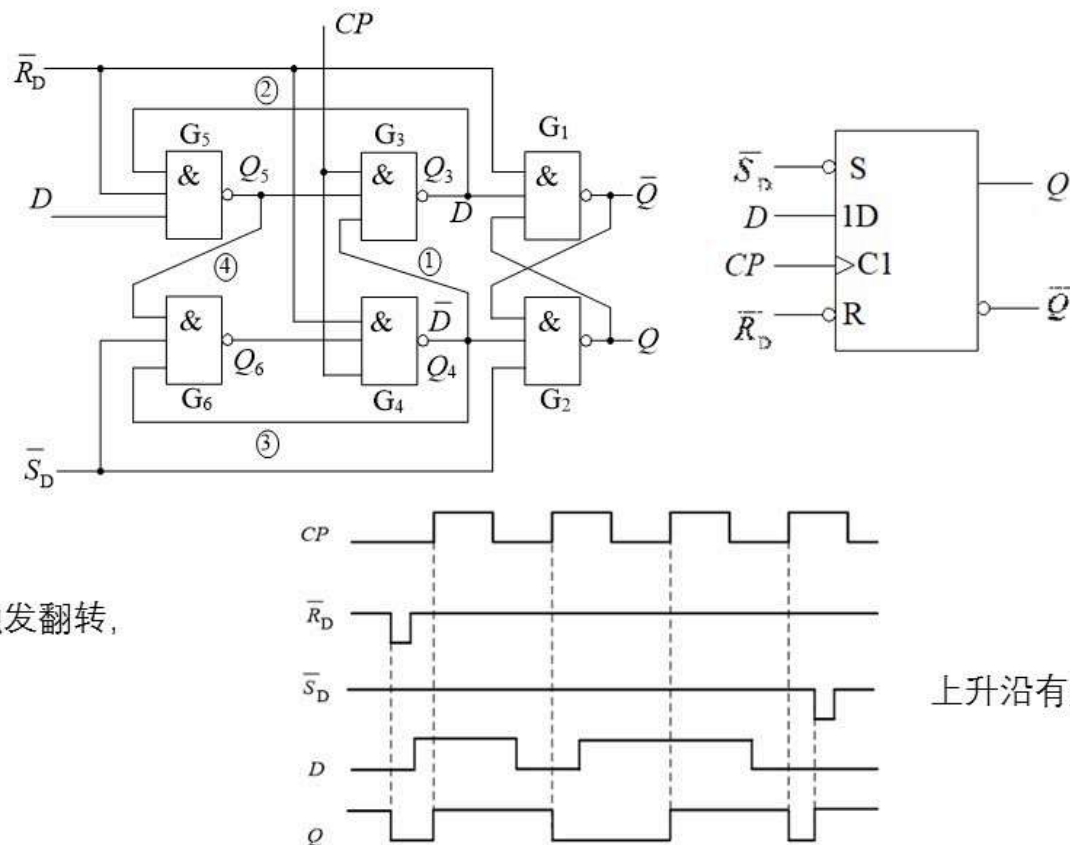 CP
R̅D
②
G5
G3
G1
&
Q5
&
Q3
&
Q̅
D
D
④
①
&
&
D̅
&
Q
Q6
Q4
G6
G4
G2
③
S̅D
S̅D
S
Q
D
1D
CP
C1
R̅D
R
Q̅
CP
R̅D
发翻转，
S̅D
上升沿有
D
Q